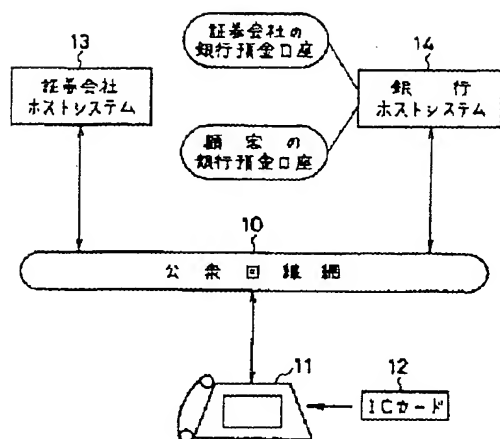 13
証券会社
ホストシステム
証券会社の
銀行預金口座
14
銀 行
ホストシステム
顧客の
銀行預金口座
10
公 衆 回 線 網
11
12
ICカード